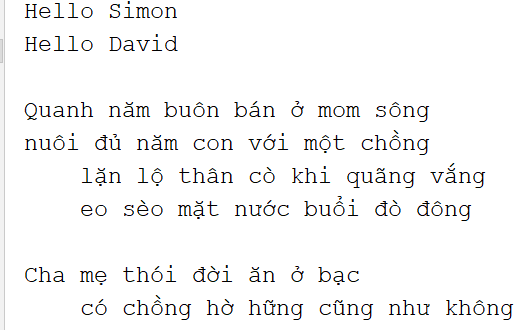 Hello Simon
Hello David
Quanh năm buôn bán ở mom sông
nuôi đủ năm con với một chồng
lặn lộ thân cò khi quãng vắng
eo sèo mặt nước buổi đò đông
Cha mẹ thói đời ăn ở bạc
có chồng hờ hững cũng như không